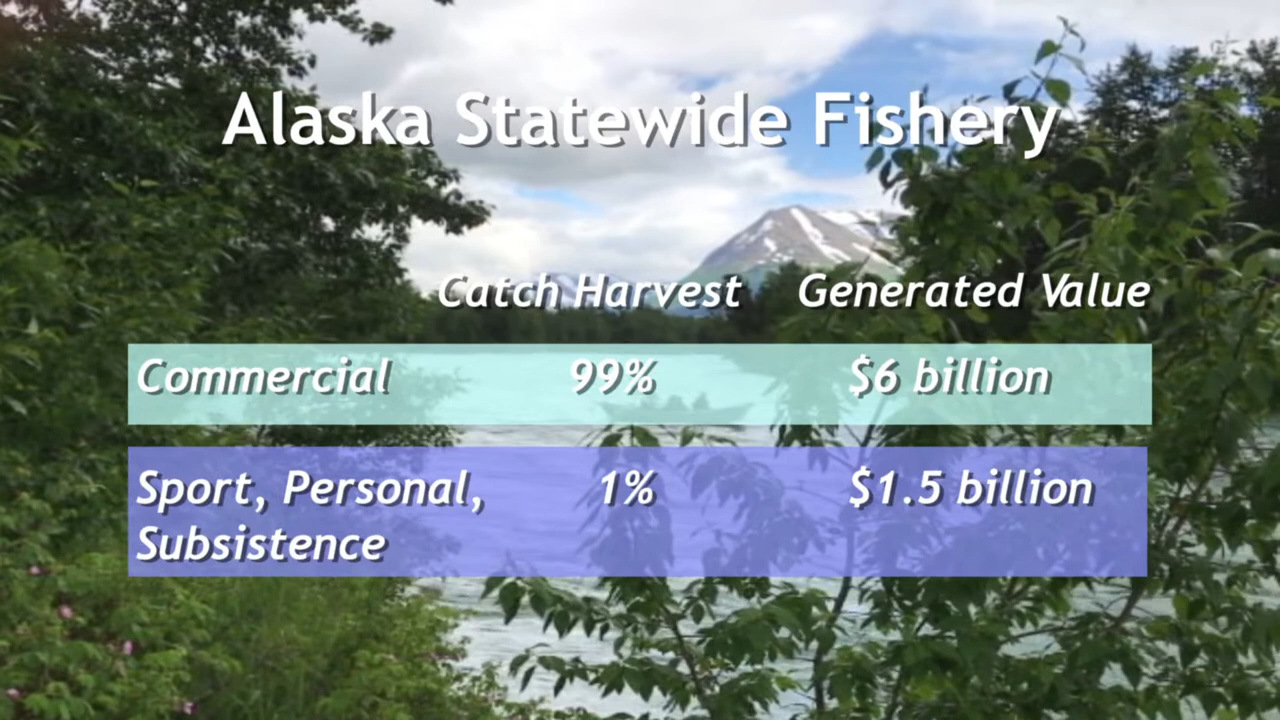 Alaska Statewide Fishery
Catch Harvest Generated Value
Commercial 99% $6 billion
Sport, Personal, 1% $1.5 billion
Subsistence